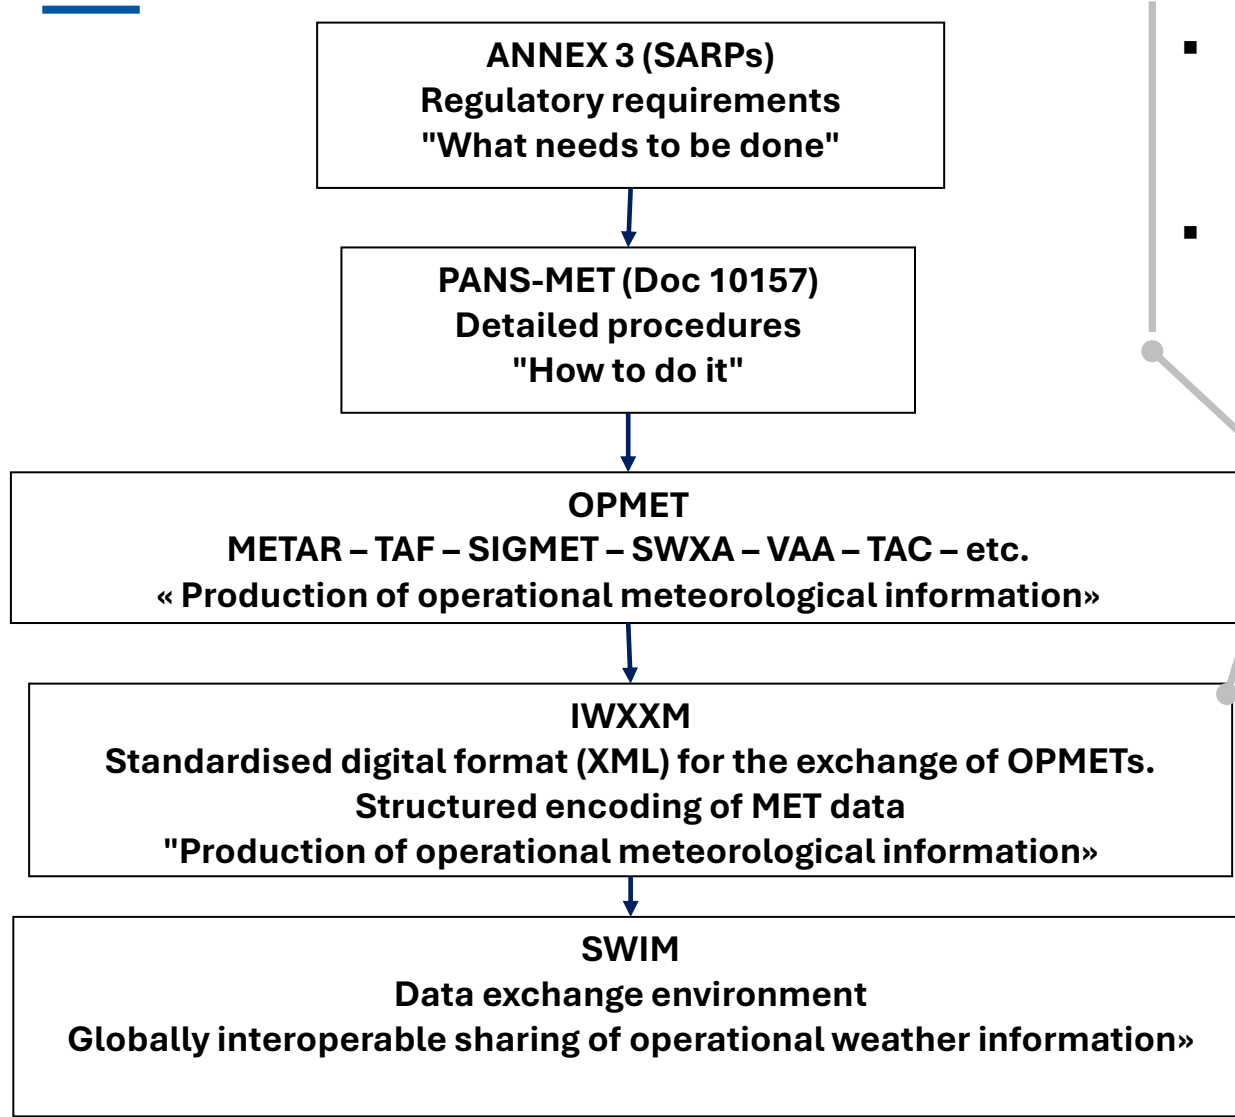 ANNEX 3 (SARPs)
Regulatory requirements
"What needs to be done"
PANS-MET (Doc 10157)
Detailed procedures
"How to do it"
OPMET
METAR – TAF – SIGMET – SWXA – VAA – TAC – etc.
« Production of operational meteorological information»
IWXXM
Standardised digital format (XML) for the exchange of OPMETs.
Structured encoding of MET data
"Production of operational meteorological information»
SWIM
Data exchange environment
Globally interoperable sharing of operational weather information»